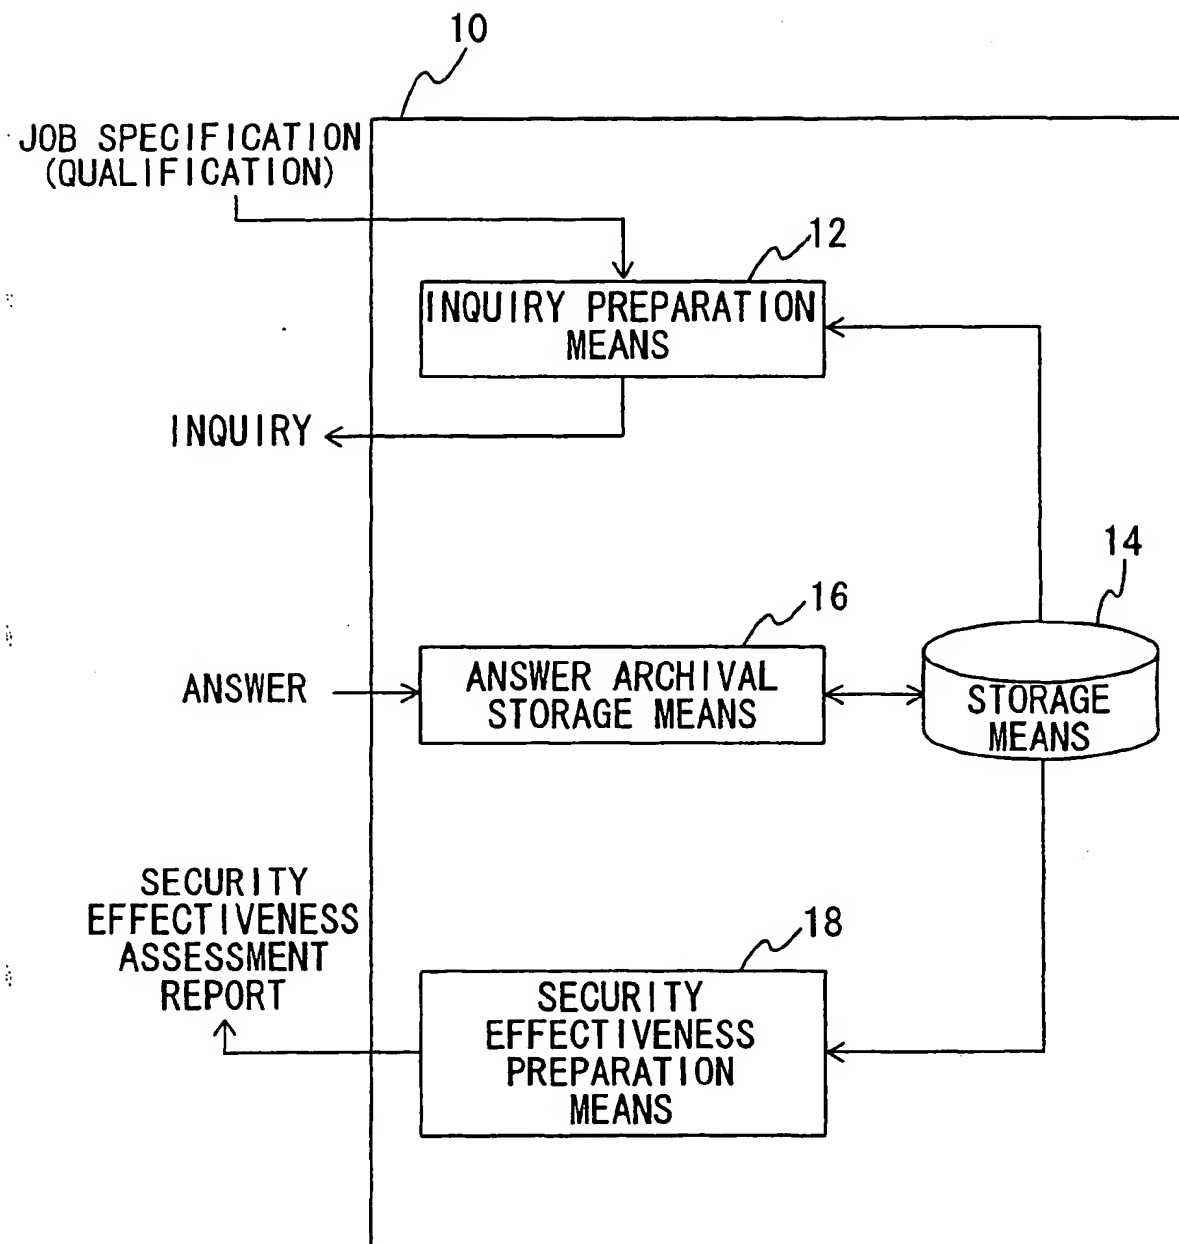 10
JOB SPECIFICATION
(QUALIFICATION)
12
INQUIRY PREPARATION
MEANS
INQUIRY
14
16
ANSWER
ANSWER ARCHIVAL
STORAGE MEANS
STORAGE
MEANS
SECURITY
EFFECTIVENESS
ASSESSMENT
REPORT
18
SECURITY
EFFECTIVENESS
PREPARATION
MEANS